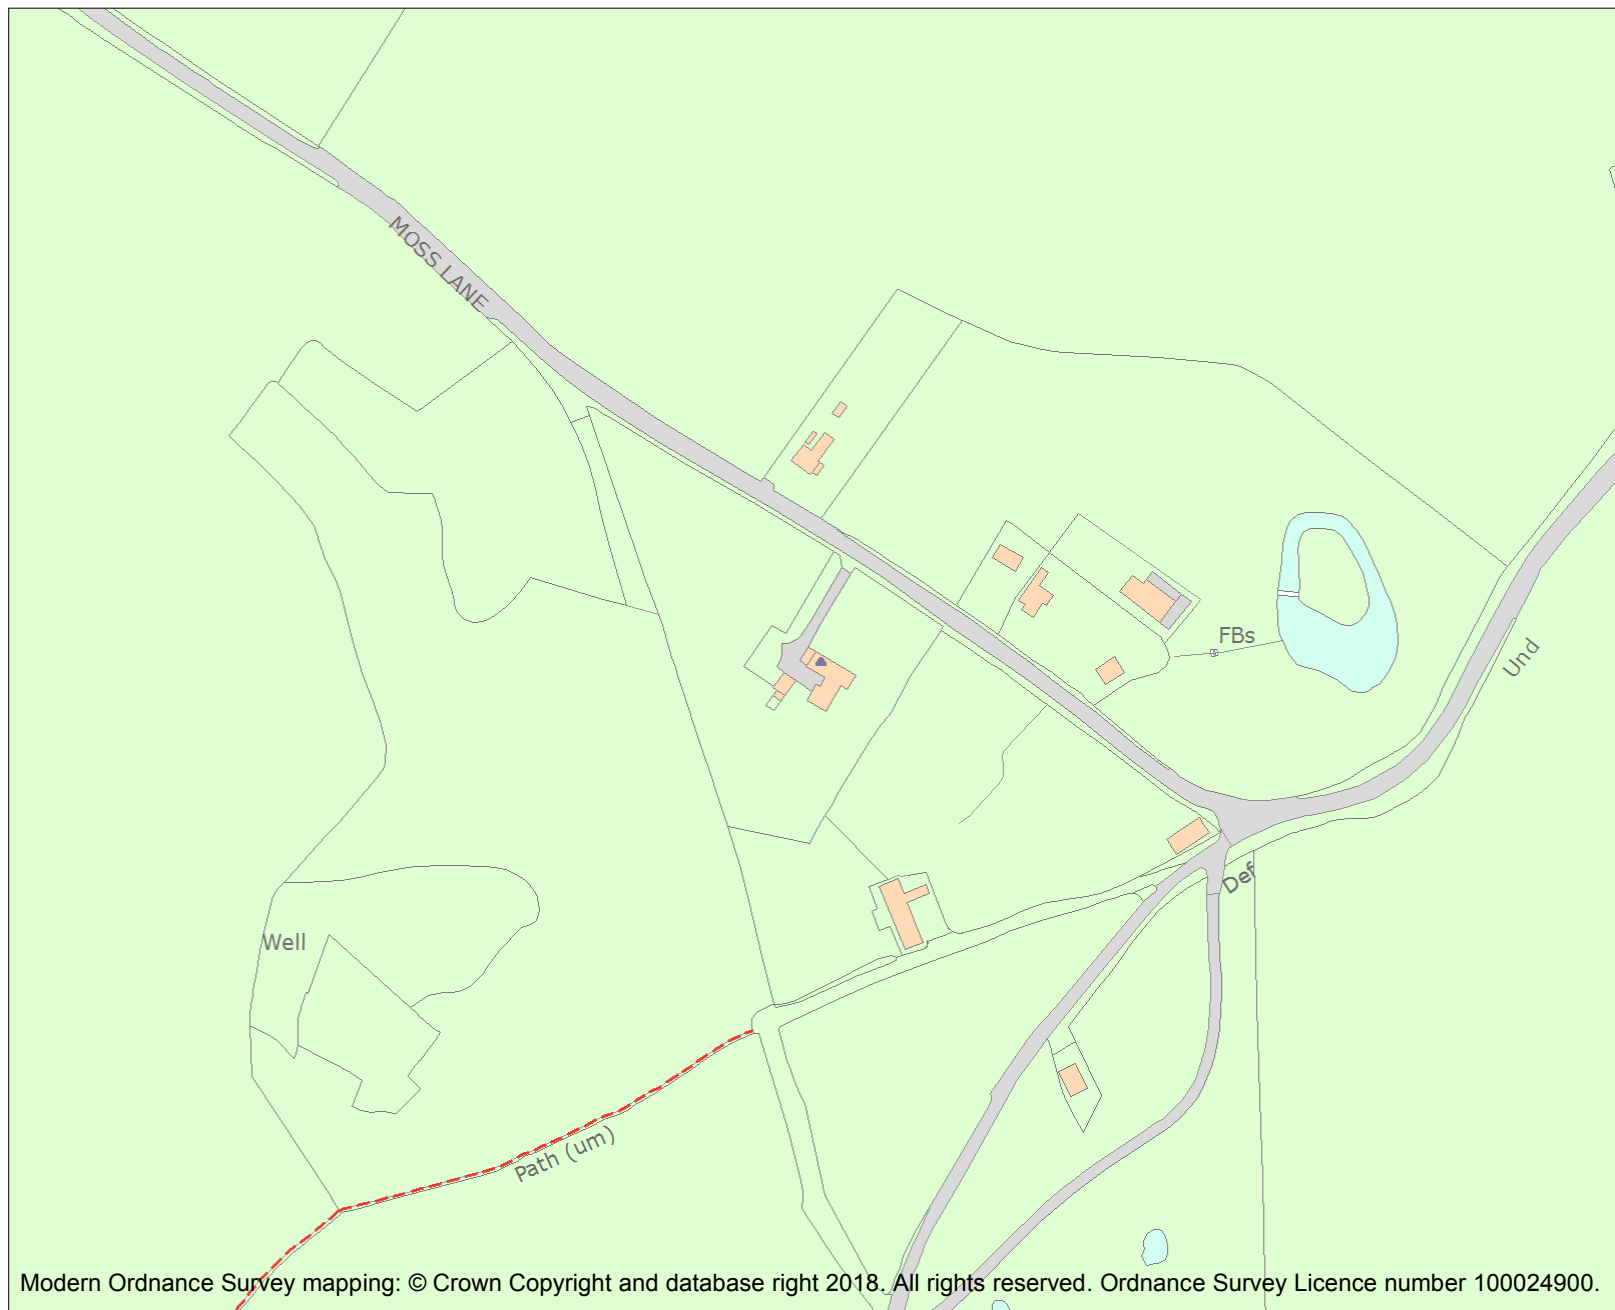 MOSS LANE
FBs
Und
Def
Well
Path (um)
Modern Ordnance Survey mapping: © Crown Copyright and database right 2018. All rights reserved. Ordnance Survey Licence number 100024900.